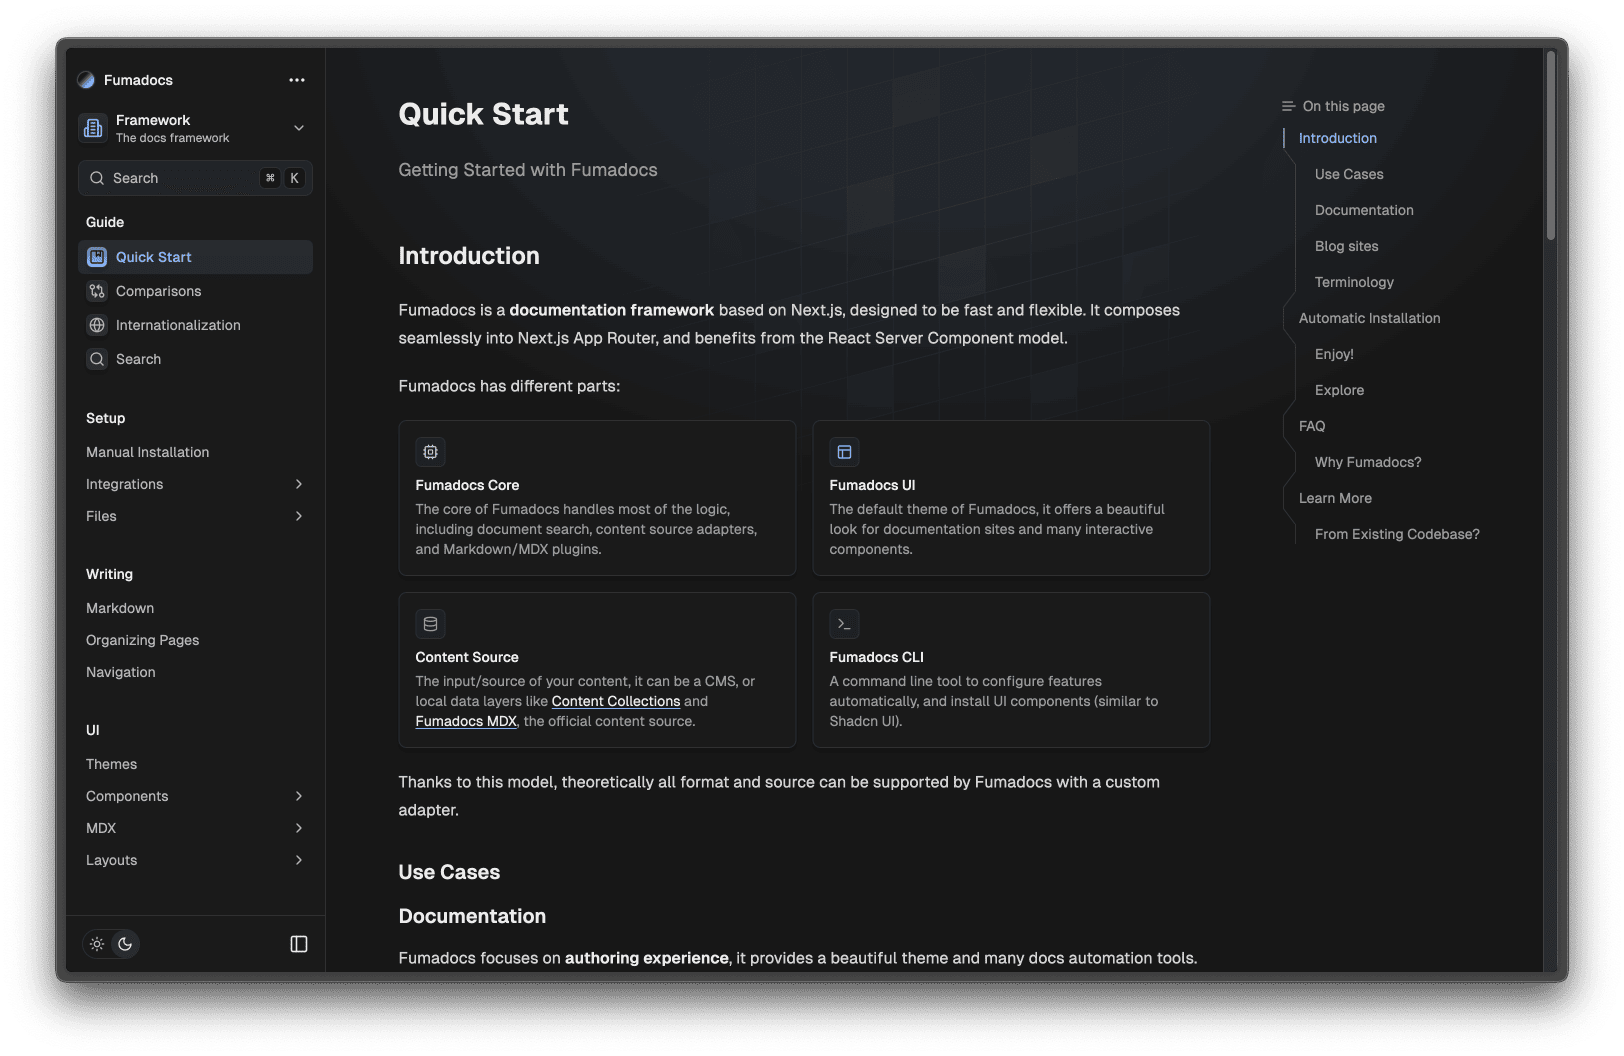 Fumadocs
Framework
The docs framework
Search
⌘ K
Guide
Quick Start
Comparisons
Internationalization
Search
Setup
Manual Installation
Integrations
Files
Writing
Markdown
Organizing Pages
Navigation
UI
Themes
Components
MDX
Layouts
Quick Start
Getting Started with Fumadocs
Introduction
Fumadocs is a documentation framework based on Next.js, designed to be fast and flexible. It composes
seamlessly into Next.js App Router, and benefits from the React Server Component model.
Fumadocs has different parts:
Fumadocs Core
The core of Fumadocs handles most of the logic,
including document search, content source adapters,
and Markdown/MDX plugins.
Fumadocs UI
The default theme of Fumadocs, it offers a beautiful
look for documentation sites and many interactive
components.
Content Source
The input/source of your content, it can be a CMS, or
local data layers like Content Collections and
Fumadocs MDX, the official content source.
Fumadocs CLI
A command line tool to configure features
automatically, and install UI components (similar to
Shadcn UI).
Thanks to this model, theoretically all format and source can be supported by Fumadocs with a custom
adapter.
Use Cases
Documentation
Fumadocs focuses on authoring experience, it provides a beautiful theme and many docs automation tools.
On this page
Introduction
Use Cases
Documentation
Blog sites
Terminology
Automatic Installation
Enjoy!
Explore
FAQ
Why Fumadocs?
Learn More
From Existing Codebase?